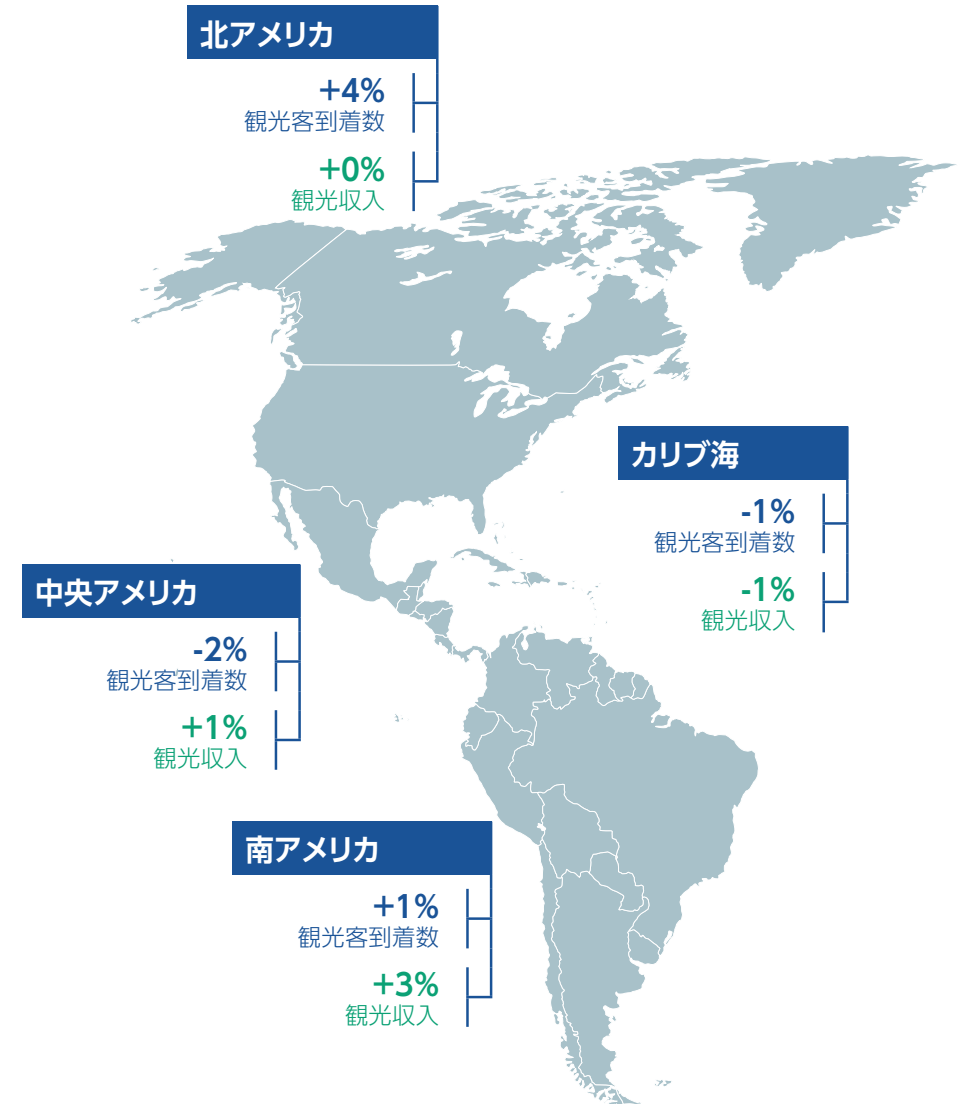 北アメリカ
+4%
観光客到着数
+0%
観光収入
カリブ海
-1%
観光客到着数
-1%
観光収入
中央アメリカ
-2%
観光客到着数
+1%
観光収入
南アメリカ
+1%
観光客到着数
+3%
観光収入